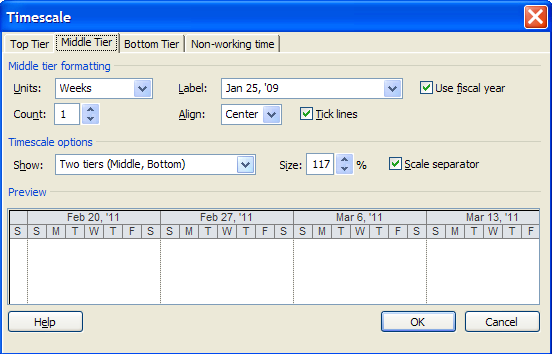 Timescale
Top Tier Middle Tier Bottom Tier Non-working time
Middle tier formatting
Units: Weeks Label: Jan 25, '09 Use fiscal year
Count: 1 Align: Center Tick lines
Timescale options
Show: Two tiers (Middle, Bottom) Size: 117 % Scale separator
Preview
Feb 20, '11 Feb 27, '11 Mar 6, '11 Mar 13, '11
S S M T W T F S S M T W T F S S M T W T F S S M T W T F
Help OK Cancel